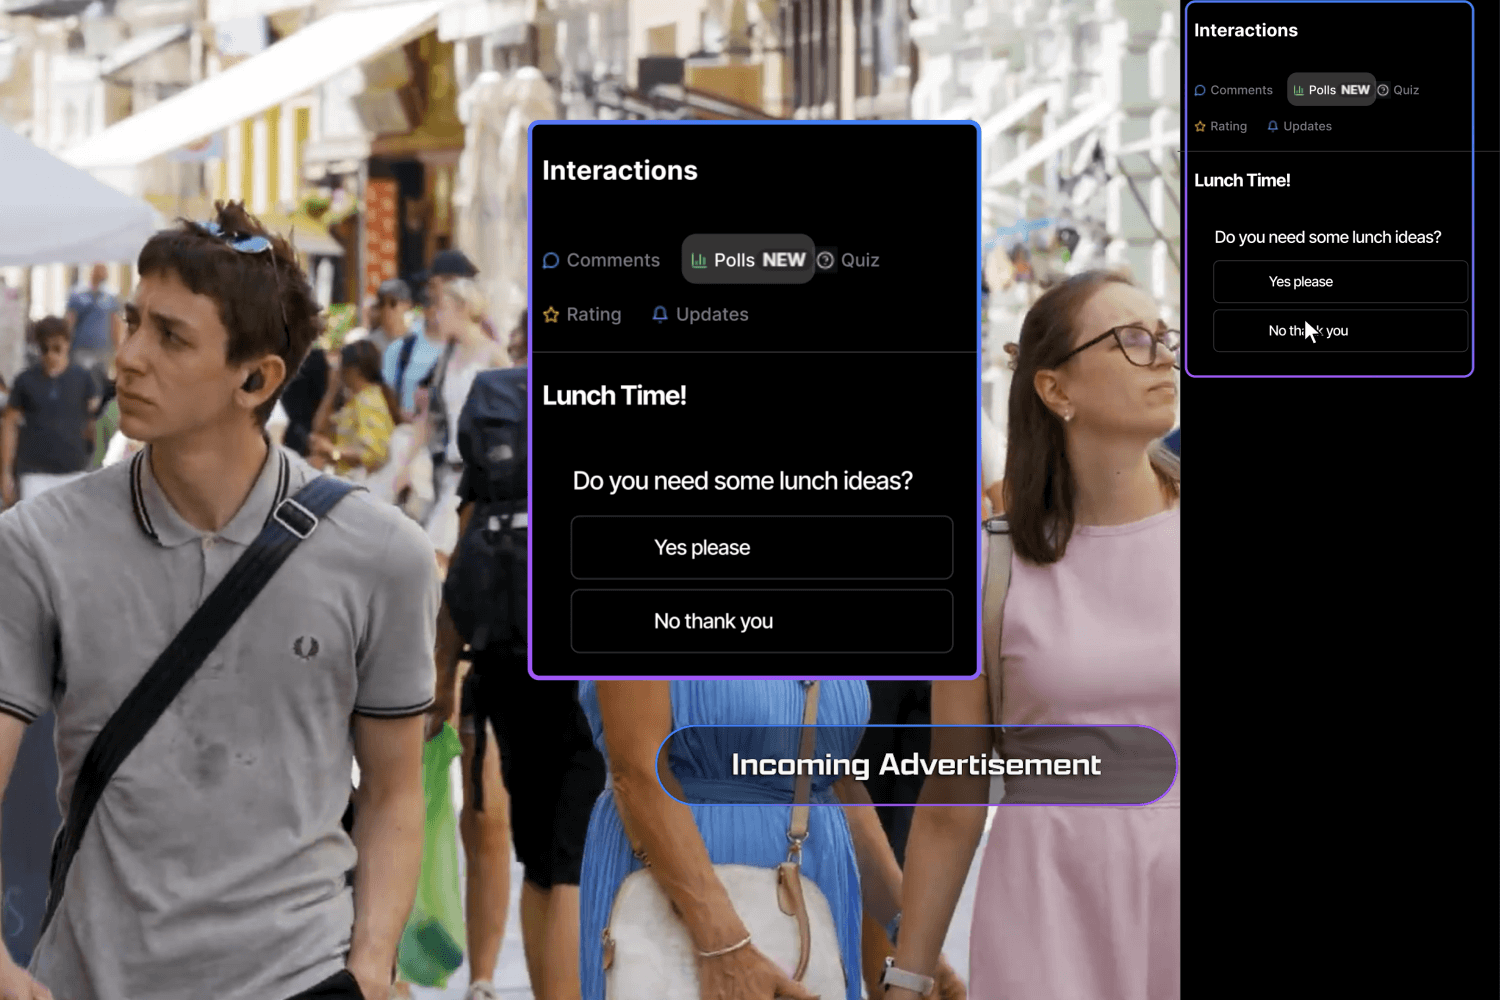 Interactions
Comments Polls NEW Quiz
Rating Updates
Lunch Time!
Do you need some lunch ideas?
Yes please
No thank you
Incoming Advertisement
Interactions
Comments Polls NEW Quiz
Rating Updates
Lunch Time!
Do you need some lunch ideas?
Yes please
No thank you